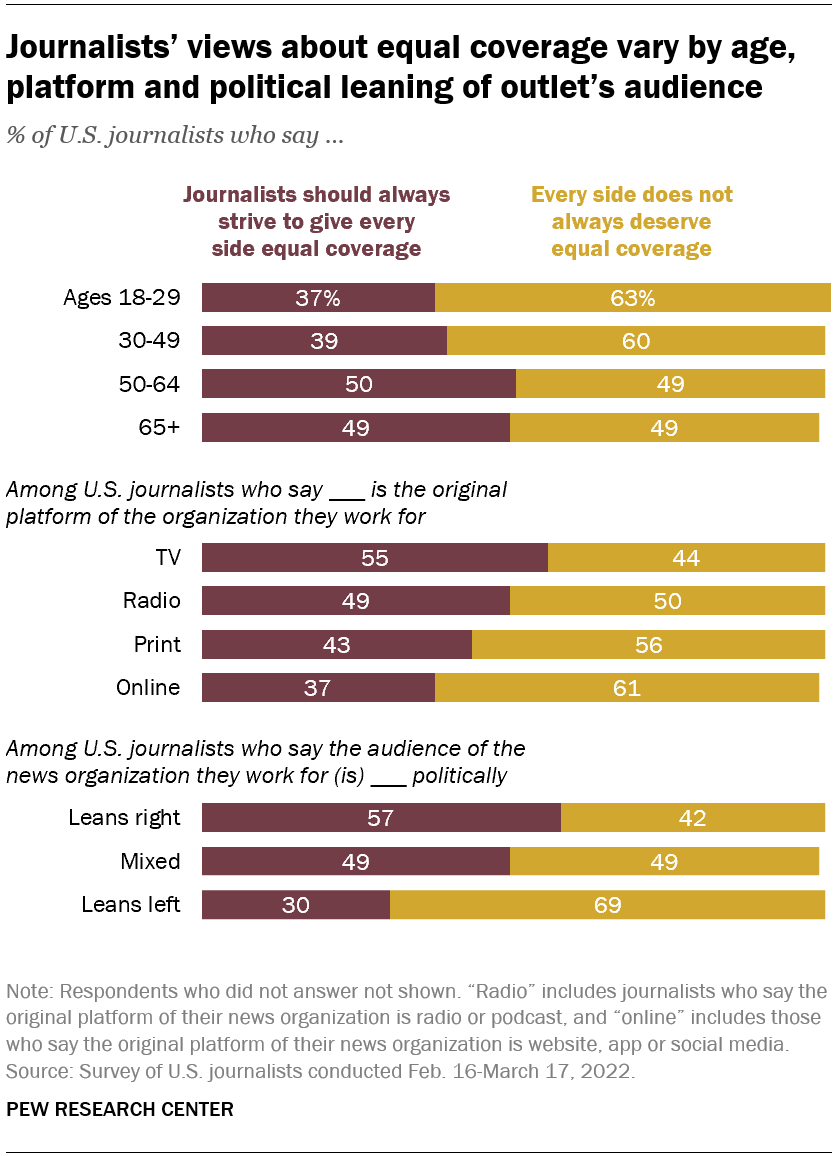 Journalists’ views about equal coverage vary by age,
platform and political leaning of outlet’s audience
% of U.S. journalists who say ...
Journalists should always
strive to give every
side equal coverage
Every side does not
always deserve
equal coverage
Ages 18-29 37% 63%
30-49 39 60
50-64 50 49
65+ 49 49
Among U.S. journalists who say ___ is the original
platform of the organization they work for
TV 55 44
Radio 49 50
Print 43 56
Online 37 61
Among U.S. journalists who say the audience of the
news organization they work for (is) ___ politically
Leans right 57 42
Mixed 49 49
Leans left 30 69
Note: Respondents who did not answer not shown. “Radio” includes journalists who say the
original platform of their news organization is radio or podcast, and “online” includes those
who say the original platform of their news organization is website, app or social media.
Source: Survey of U.S. journalists conducted Feb. 16-March 17, 2022.
PEW RESEARCH CENTER